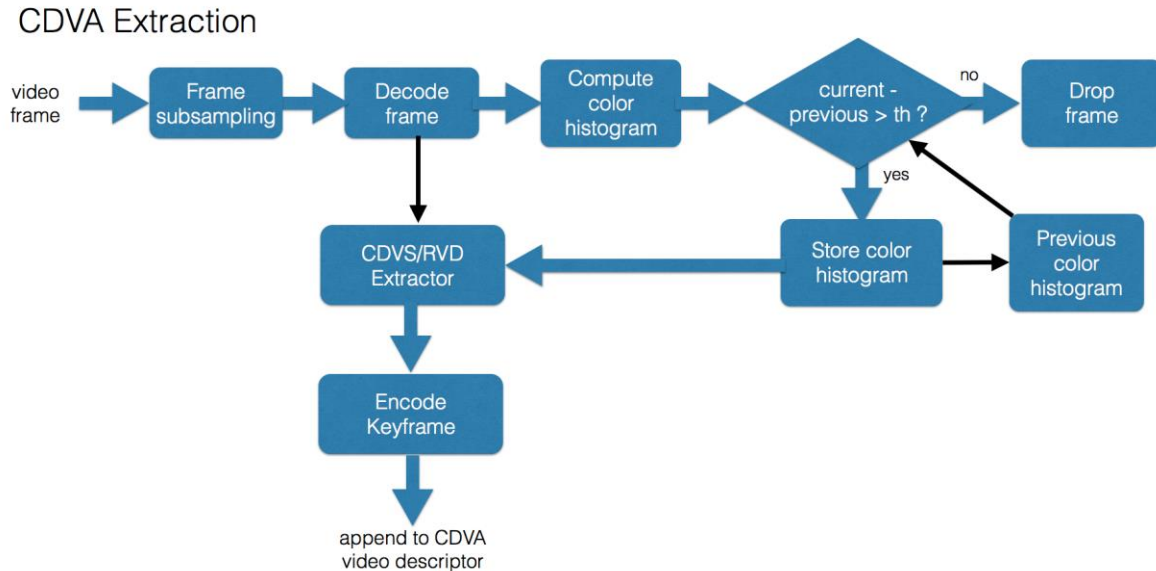 CDVA Extraction
video
frame
Frame
subsampling
Decode
frame
Compute
color
histogram
current -
previous > th ?
no
Drop
frame
yes
CDVS/RVD
Extractor
Store color
histogram
Previous
color
histogram
Encode
Keyframe
append to CDVA
video descriptor